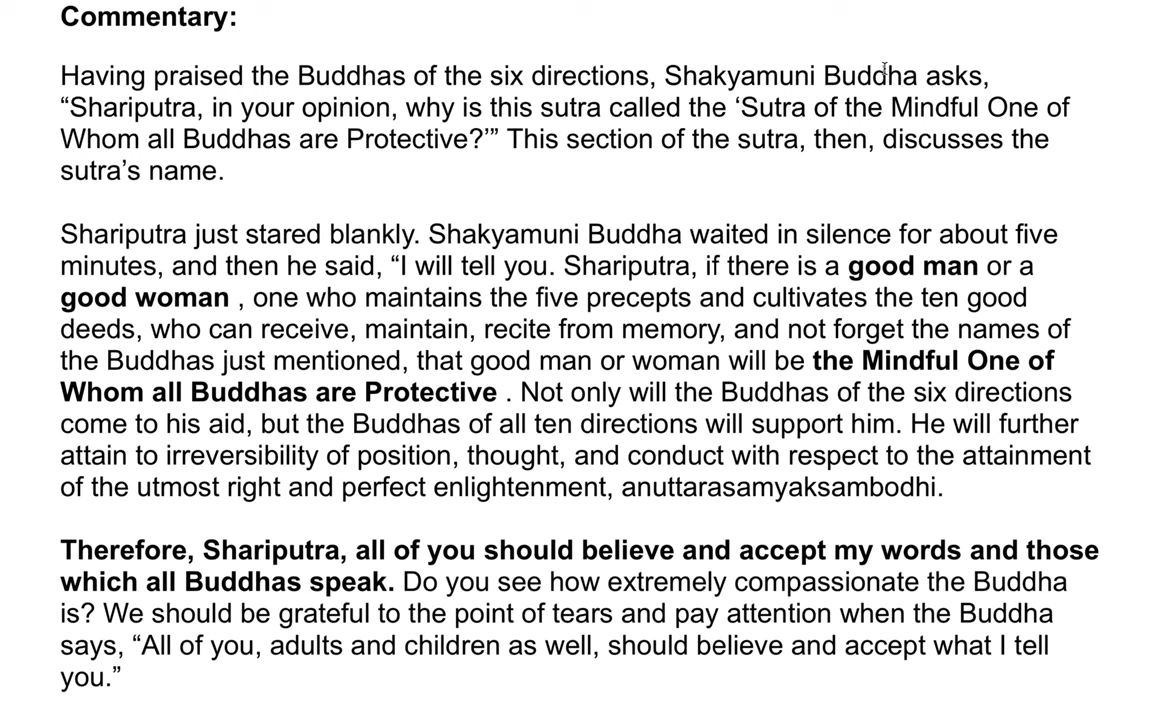 Commentary:
Having praised the Buddhas of the six directions, Shakyamuni Buddha asks,
“Shariputra, in your opinion, why is this sutra called the ‘Sutra of the Mindful One of
Whom all Buddhas are Protective?’” This section of the sutra, then, discusses the
sutra’s name.
Shariputra just stared blankly. Shakyamuni Buddha waited in silence for about five
minutes, and then he said, “I will tell you. Shariputra, if there is a good man or a
good woman , one who maintains the five precepts and cultivates the ten good
deeds, who can receive, maintain, recite from memory, and not forget the names of
the Buddhas just mentioned, that good man or woman will be the Mindful One of
Whom all Buddhas are Protective . Not only will the Buddhas of the six directions
come to his aid, but the Buddhas of all ten directions will support him. He will further
attain to irreversibility of position, thought, and conduct with respect to the attainment
of the utmost right and perfect enlightenment, anuttarasamyaksambodhi.
Therefore, Shariputra, all of you should believe and accept my words and those
which all Buddhas speak. Do you see how extremely compassionate the Buddha
is? We should be grateful to the point of tears and pay attention when the Buddha
says, “All of you, adults and children as well, should believe and accept what I tell
you.”